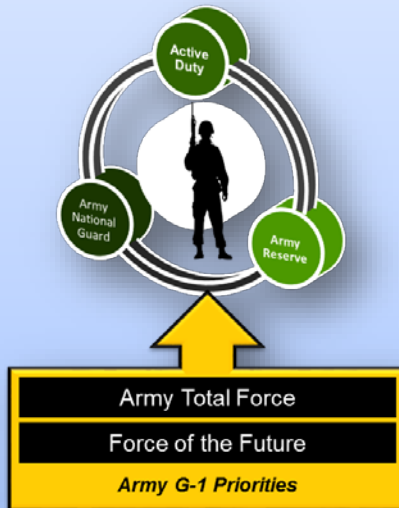 Active
Duty
Army
National
Guard
Army
Reserve
Army Total Force
Force of the Future
Army G-1 Priorities